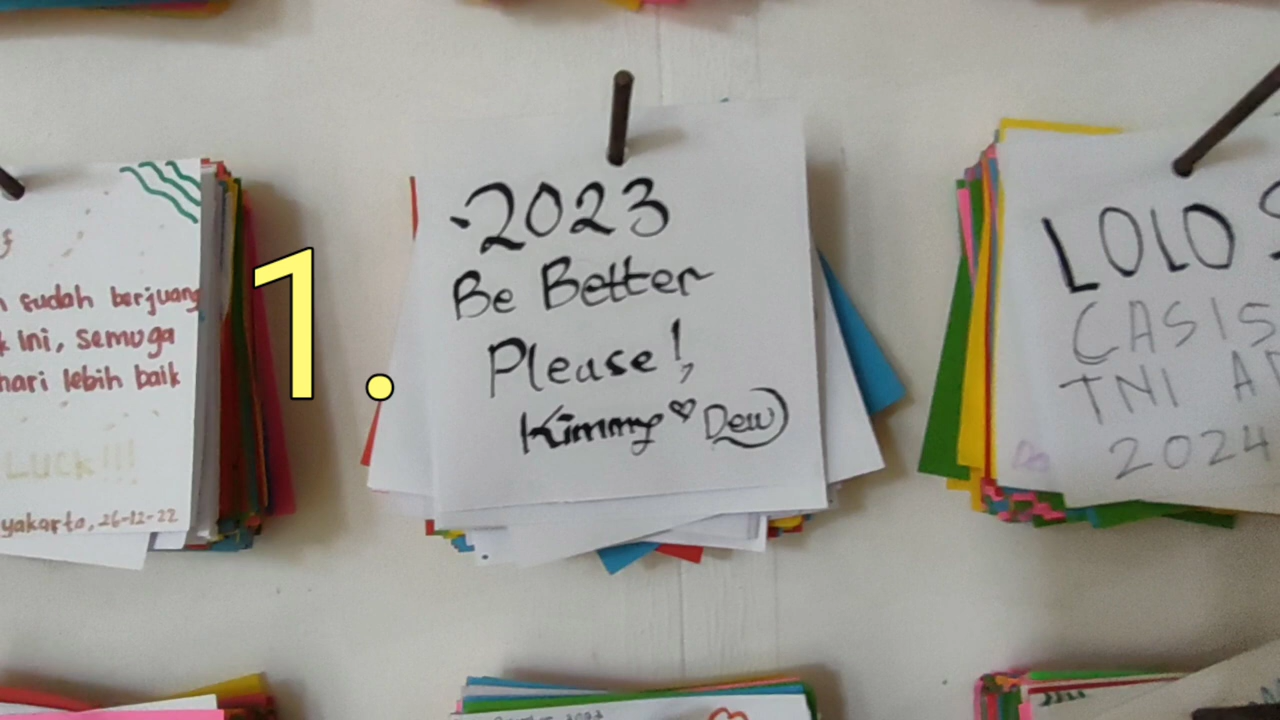 sudah berjuang
ini, semuga
hari lebih baik
LUCK!!!
yakarta, 26-12-22
1.
2023
Be Better
Please!
Kimmy ♡ Dew
LOLO
CASIS
TNI
2024